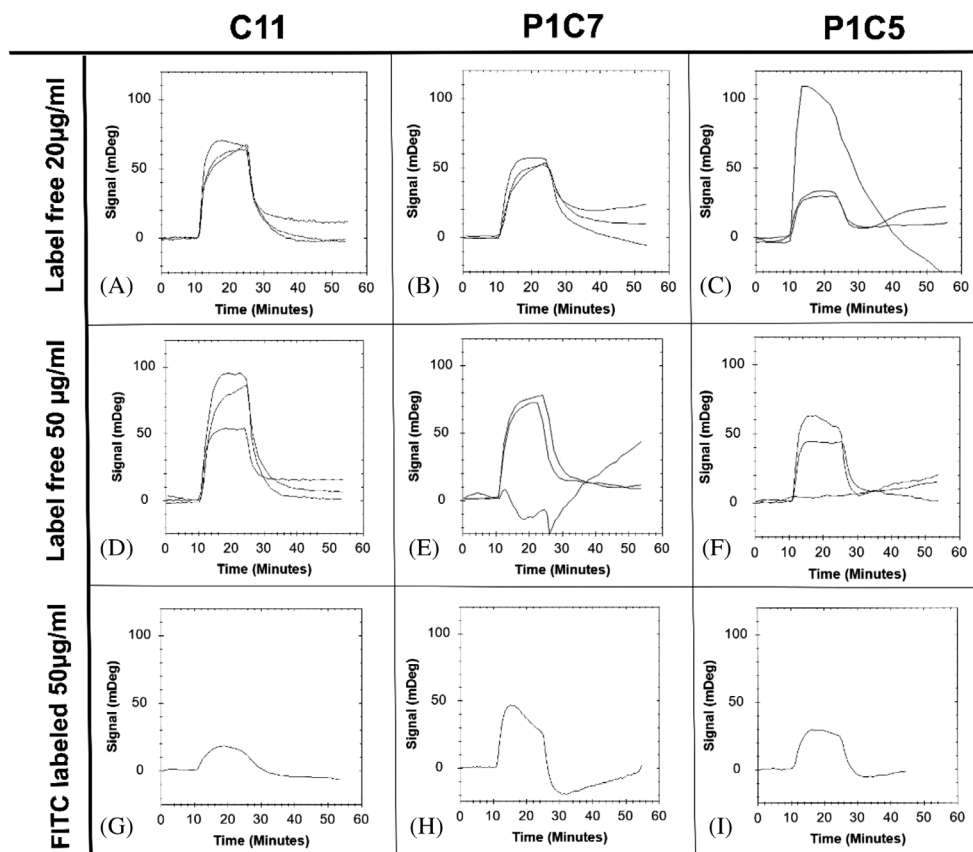 C11 P1C7 P1C5
Label free 20µg/ml
Signal (mDeg)
100
50
0
0 10 20 30 40 50 60
(A)
Time (Minutes)
Signal (mDeg)
100
50
0
0 10 20 30 40 50 60
(B)
Time (Minutes)
Signal (mDeg)
100
50
0
0 10 20 30 40 50 60
(C)
Time (Minutes)
Label free 50 µg/ml
Signal (mDeg)
100
50
0
0 10 20 30 40 50 60
(D)
Time (Minutes)
Signal (mDeg)
100
50
0
0 10 20 30 40 50 60
(E)
Time (Minutes)
Signal (mDeg)
100
50
0
0 10 20 30 40 50 60
(F)
Time (Minutes)
FITC labeled 50µg/ml
Signal (mDeg)
100
50
0
0 10 20 30 40 50 60
(G)
Time (Minutes)
Signal (mDeg)
100
50
0
0 10 20 30 40 50 60
(H)
Time (Minutes)
Signal (mDeg)
100
50
0
0 10 20 30 40 50 60
(I)
Time (Minutes)